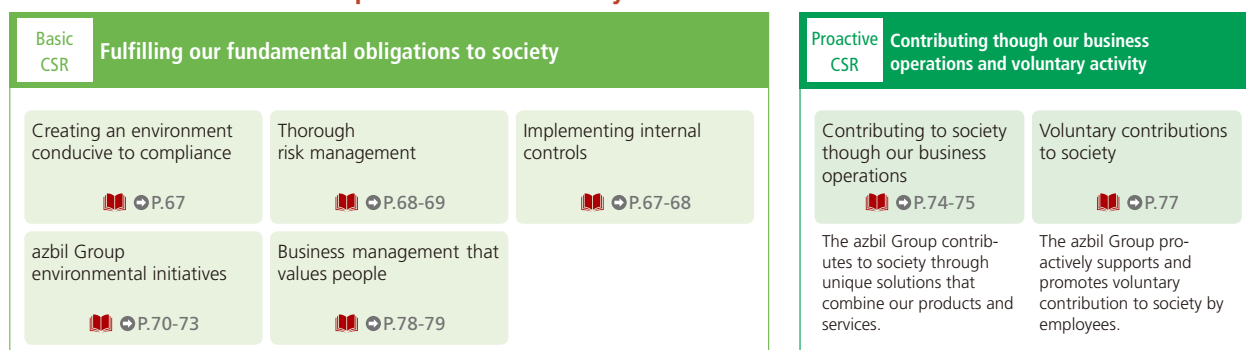 Basic
CSR
Fulfilling our fundamental obligations to society
Creating an environment
conducive to compliance
P.67
Thorough
risk management
P.68-69
Implementing internal
controls
P.67-68
azbil Group
environmental initiatives
P.70-73
Business management that
values people
P.78-79
Proactive
CSR
Contributing though our business
operations and voluntary activity
Contributing to society
though our business
operations
P.74-75
The azbil Group contrib-
utes to society through
unique solutions that
combine our products and
services.
Voluntary contributions
to society
P.77
The azbil Group pro-
actively supports and
promotes voluntary
contribution to society by
employees.